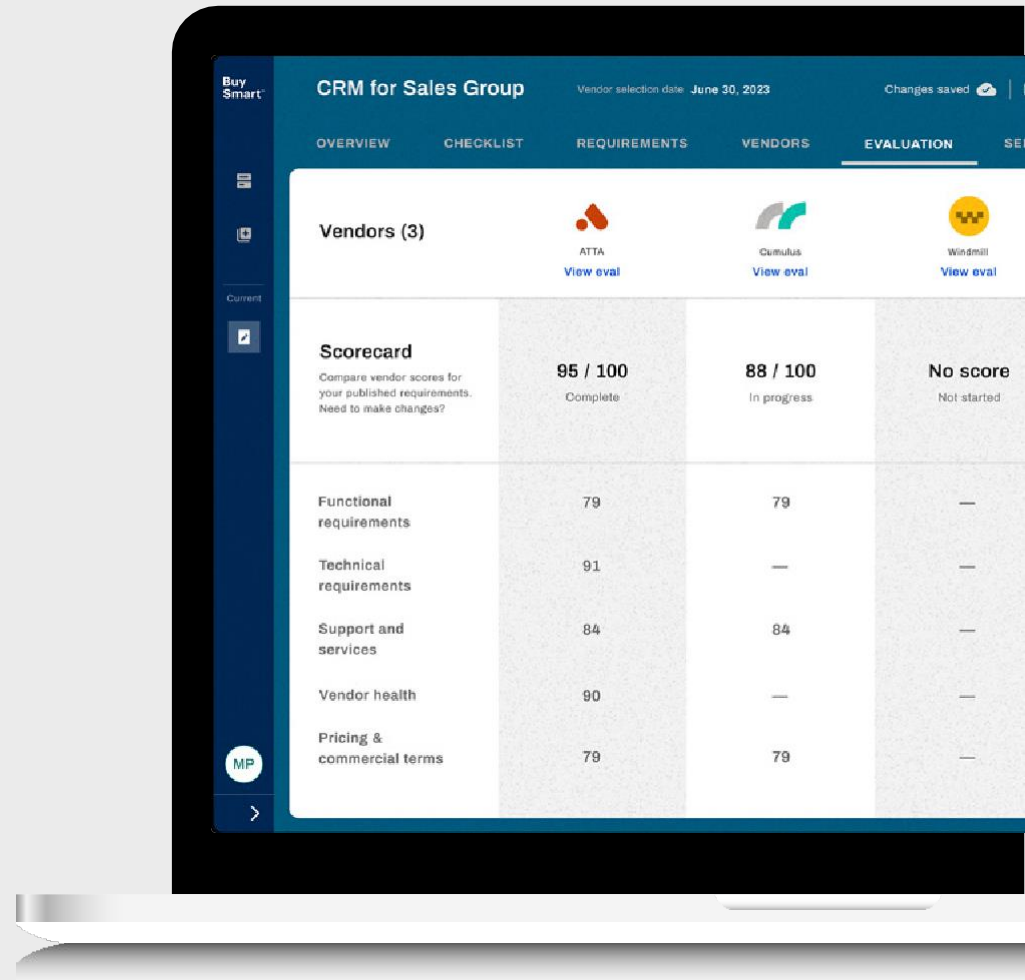 Buy
Smart
CRM for Sales Group
Vendor selection date June 30, 2023
Changes saved
OVERVIEW CHECKLIST REQUIREMENTS VENDORS EVALUATION
Vendors (3)
ATTA Cumulus Windmill
View eval View eval View eval
Current
Scorecard
Compare vendor scores for
your published requirements.
Need to make changes?
95 / 100 88 / 100 No score
Complete In progress Not started
Functional
requirements
79 79 —
Technical
requirements
91 — —
Support and
services
84 84 —
Vendor health 90 — —
Pricing &
commercial terms
79 79 —
MP